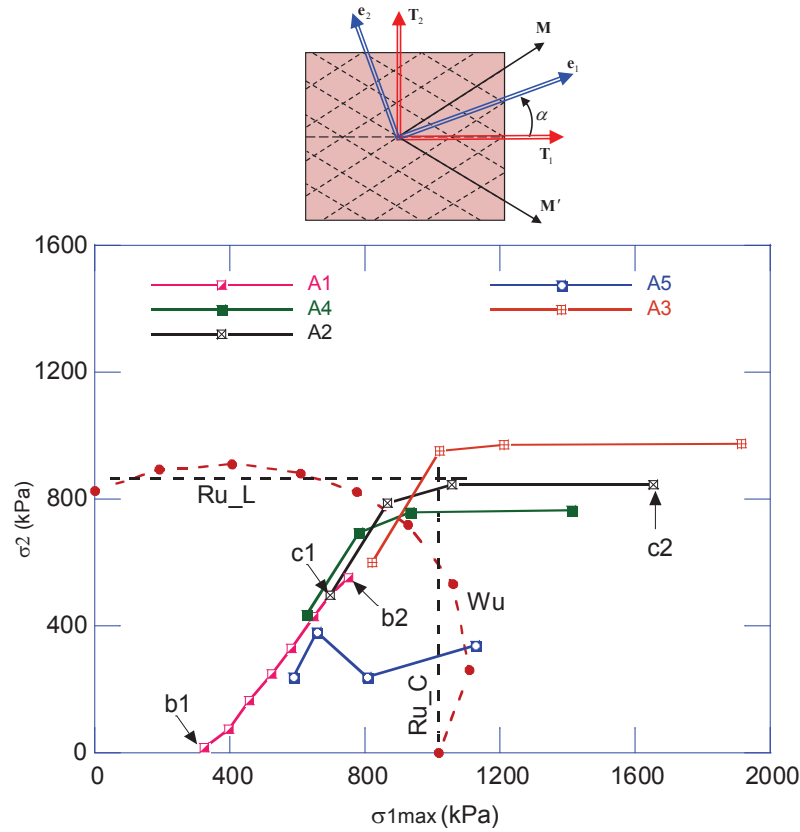 e2
T2
M
e1
α
T1
M′
1600
1200
800
400
0
σ2 (kPa)
A1
A4
A2
A5
A3
Ru_L
c1
b2
c2
Wu
b1
Ru_C
0
400
800
1200
1600
2000
σ1max (kPa)